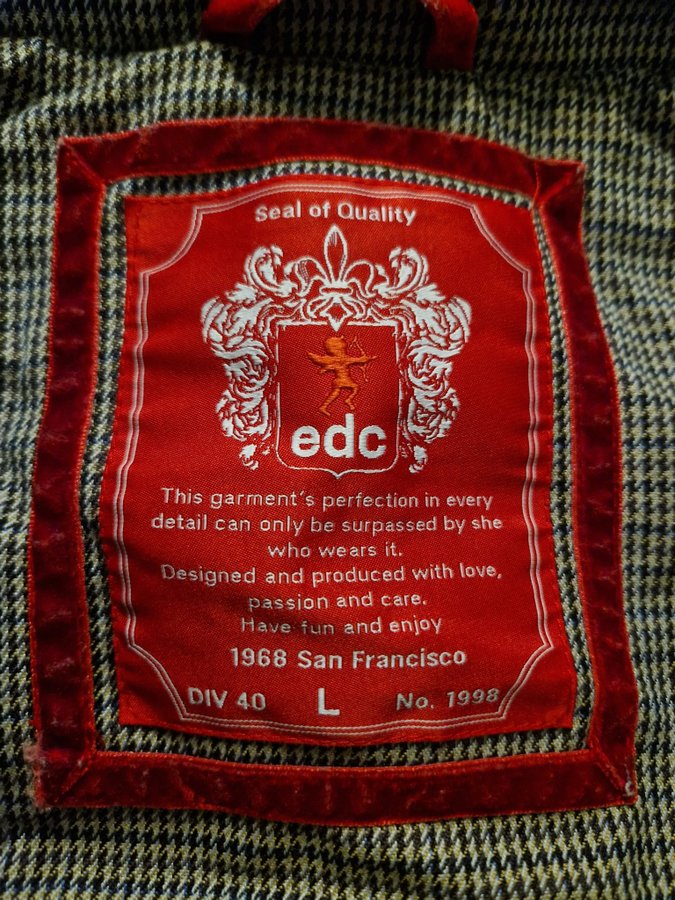 Seal of Quality
edc
This garment's perfection in every
detail can only be surpassed by she
who wears it.
Designed and produced with love,
passion and care.
Have fun and enjoy
1968 San Francisco
DIV 40 L No. 1998